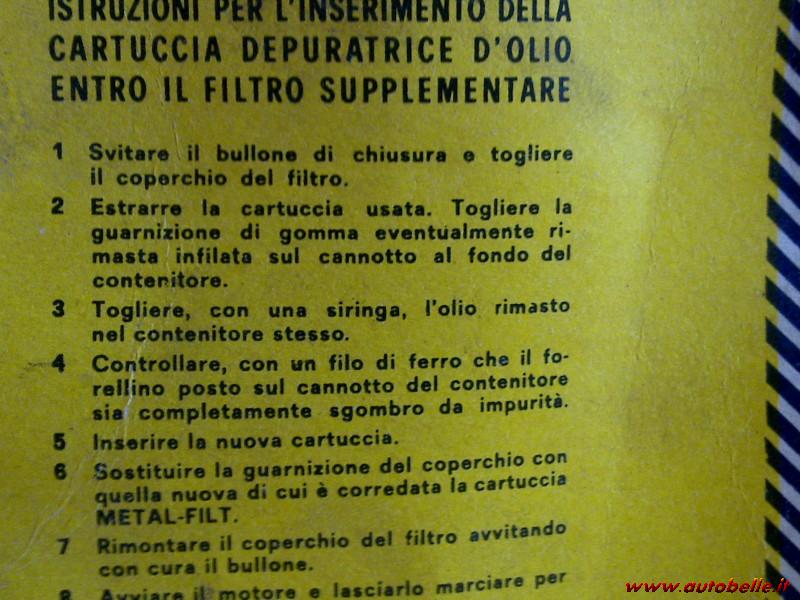 ISTRUZIONI PER L'INSERIMENTO DELLA
CARTUCCIA DEPURATRICE D'OLIO
ENTRO IL FILTRO SUPPLEMENTARE
1 Svitare il bullone di chiusura e togliere
il coperchio del filtro.
2 Estrarre la cartuccia usata. Togliere la
guarnizione di gomma eventualmente ri-
masta infilata sul cannotto al fondo del
contenitore.
3 Togliere, con una siringa, l'olio rimasto
nel contenitore stesso.
4 Controllare, con un filo di ferro che il fo-
rellino posto sul cannotto del contenitore
sia completamente sgombro da impurità.
5 Inserire la nuova cartuccia.
6 Sostituire la guarnizione del coperchio con
quella nuova di cui è corredata la cartuccia
METAL-FILT.
7 Rimontare il coperchio del filtro avvitando
con cura il bullone.
8 Avviare il motore e lasciarlo marciare per
www.autobelle.it